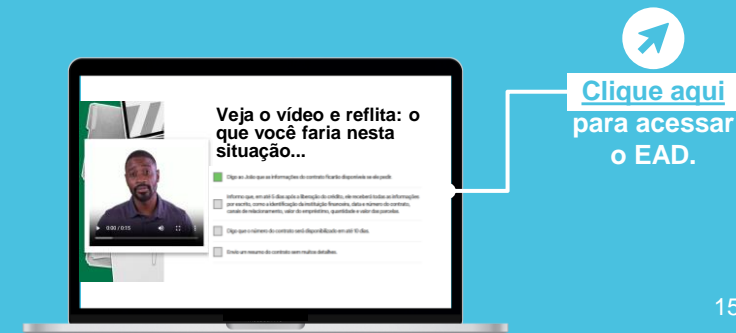 Veja o vídeo e reflita: o
que você faria nesta
situação...
Digo ao João que as informações do contrato ficarão disponíveis se ele pedir.
Informo que, em até 5 dias após a liberação do crédito, ele receberá todas as informações
por escrito, como a identificação da instituição financeira, data e número do contrato,
canais de relacionamento, valor do empréstimo, quantidade e valor das parcelas.
Digo que o número do contrato será disponibilizado em até 10 dias.
Envio um resumo do contrato sem muitos detalhes.
0:00 / 0:15
Clique aqui
para acessar
o EAD.
15